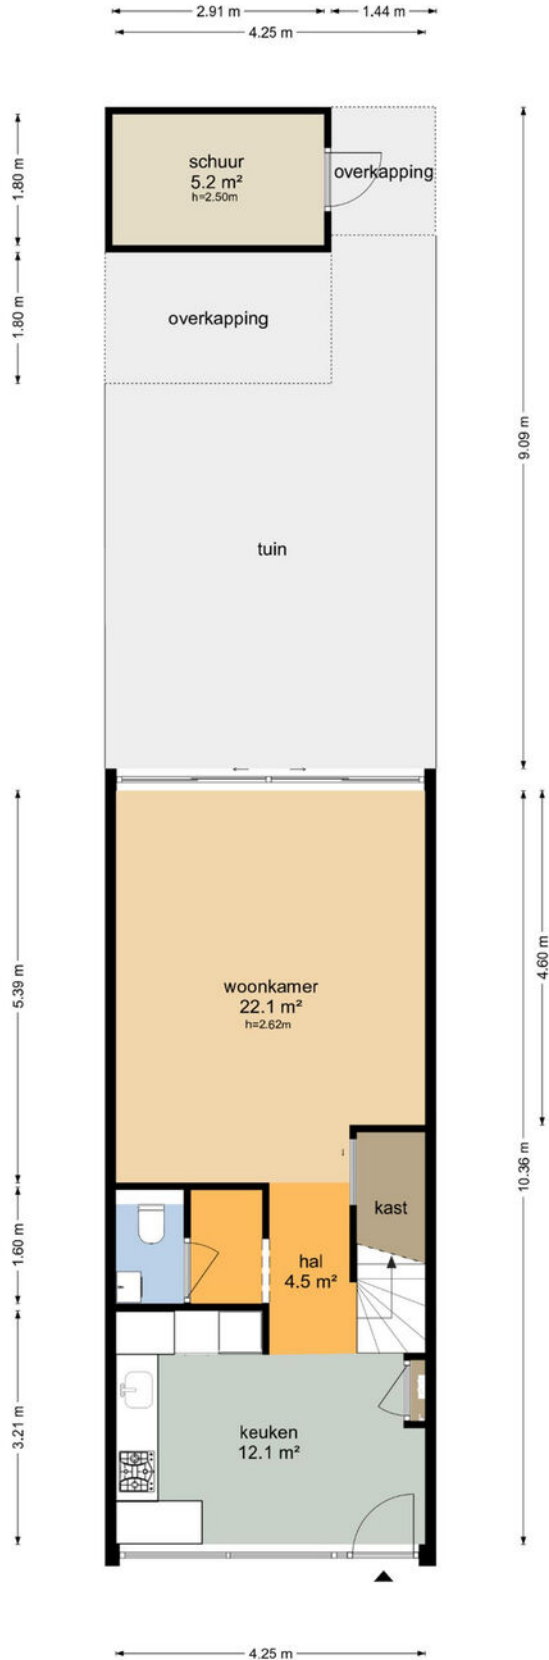 2.91 m
1.44 m
4.25 m
schuur
5.2 m²
h=2.50m
overkapping
1.80 m
1.80 m
overkapping
9.09 m
tuin
5.39 m
4.60 m
woonkamer
22.1 m²
h=2.62m
10.36 m
kast
1.60 m
hal
4.5 m²
3.21 m
keuken
12.1 m²
4.25 m